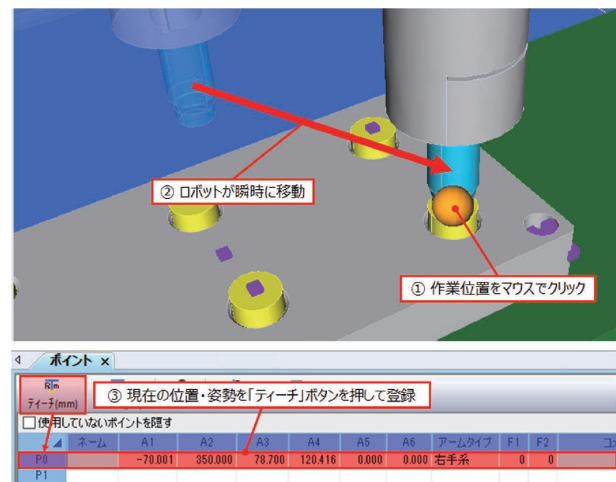 ② ロボットが瞬時に移動
① 作業位置をマウスでクリック
ポイント ×
ティーチ(mm)
③ 現在の位置・姿勢を「ティーチ」ボタンを押して登録
使用していないポイントを隠す
ネーム A1 A2 A3 A4 A5 A6 アームタイプ F1 F2
P0 -70.001 350.000 78.700 120.416 0.000 0.000 右手系 0 0
P1